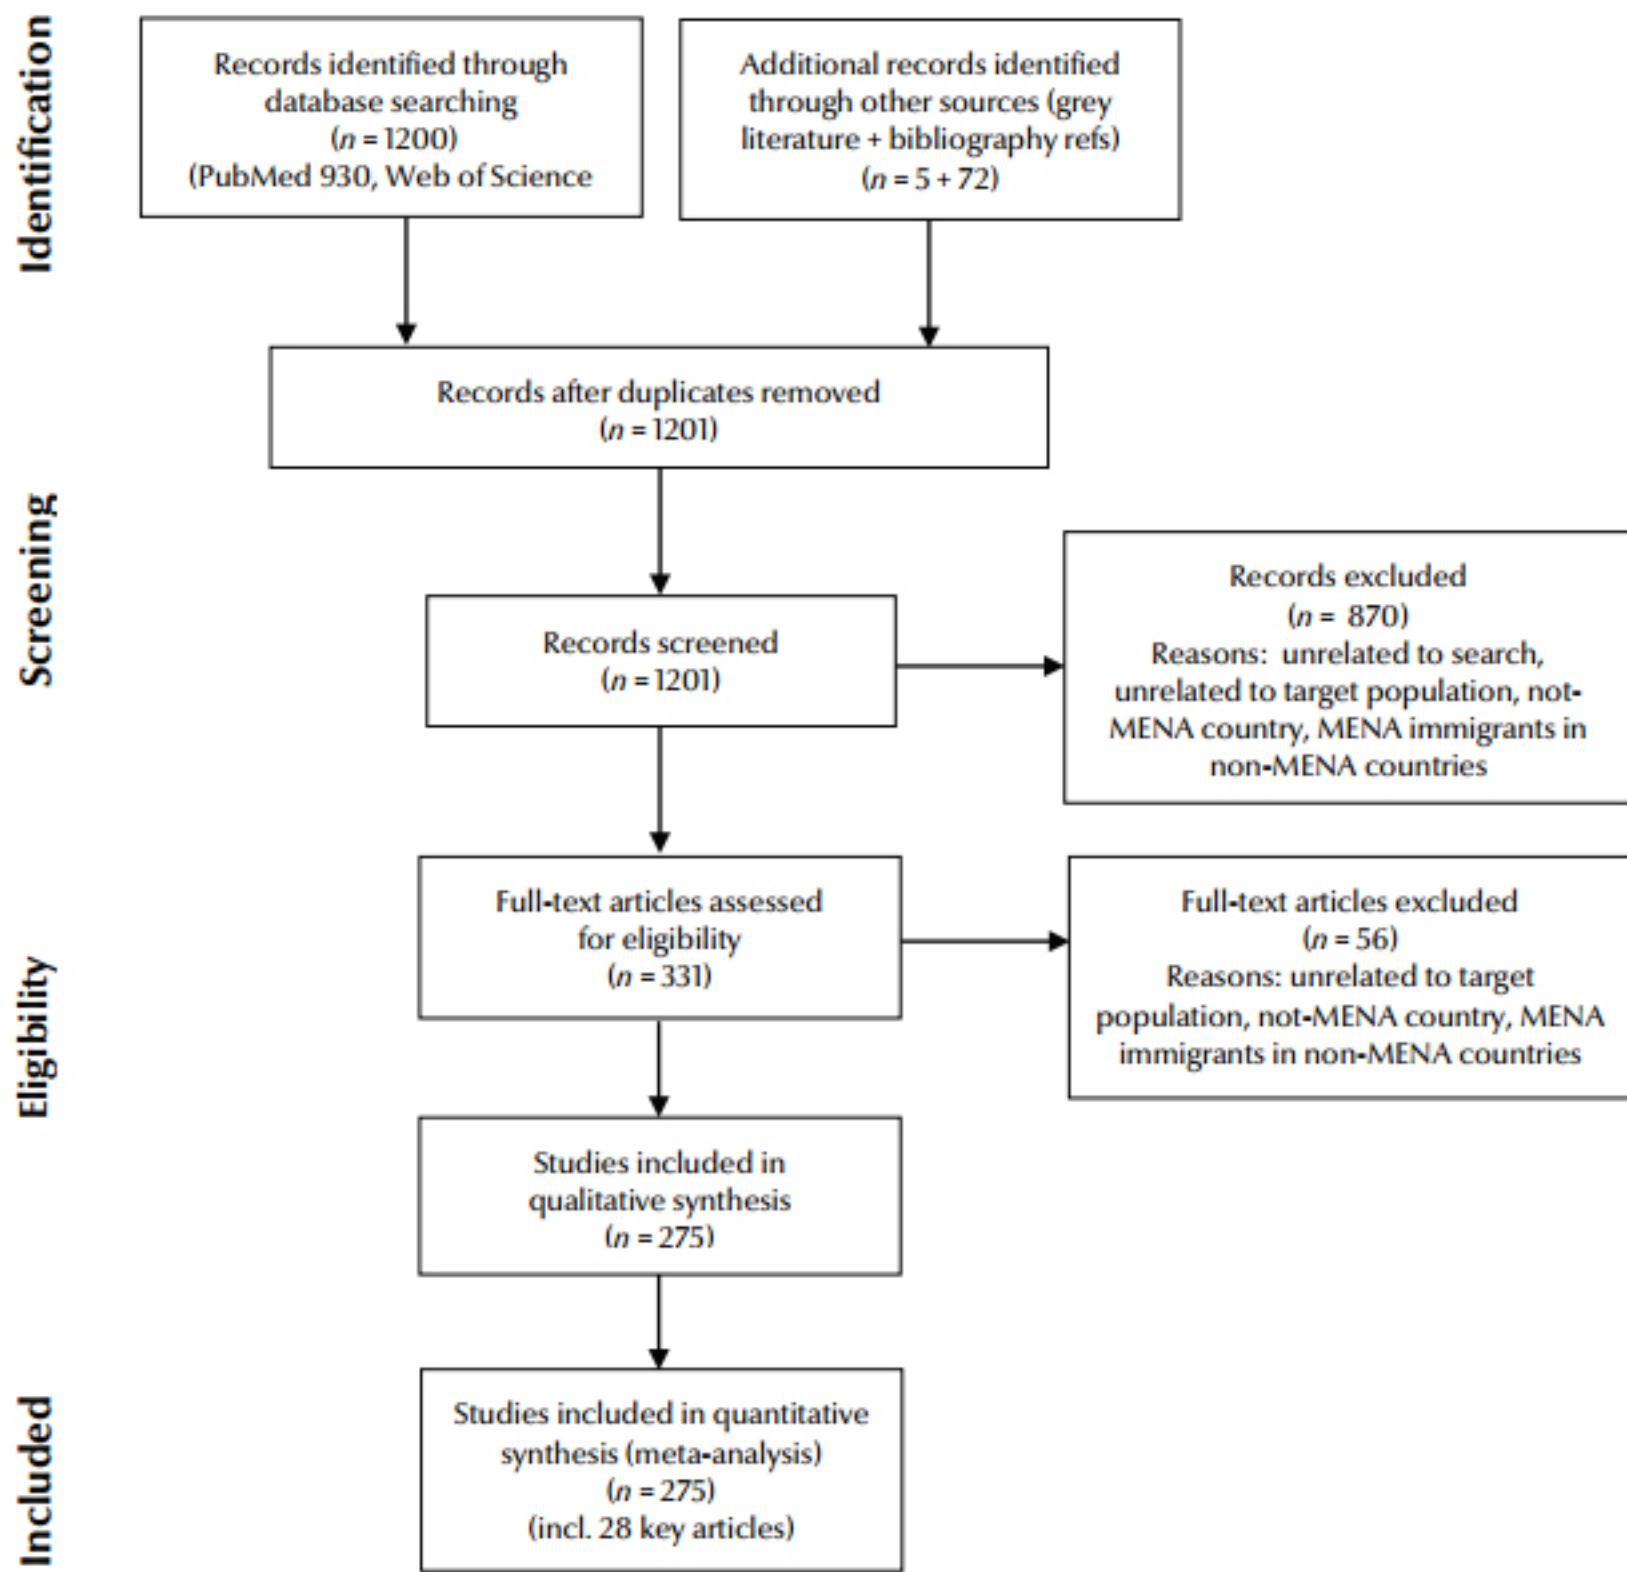 Identification
Records identified through
database searching
(n = 1200)
(PubMed 930, Web of Science
Additional records identified
through other sources (grey
literature + bibliography refs)
(n = 5 + 72)
Records after duplicates removed
(n = 1201)
Screening
Records screened
(n = 1201)
Records excluded
(n = 870)
Reasons: unrelated to search,
unrelated to target population, not-
MENA country, MENA immigrants in
non-MENA countries
Eligibility
Full-text articles assessed
for eligibility
(n = 331)
Full-text articles excluded
(n = 56)
Reasons: unrelated to target
population, not-MENA country, MENA
immigrants in non-MENA countries
Studies included in
qualitative synthesis
(n = 275)
Included
Studies included in quantitative
synthesis (meta-analysis)
(n = 275)
(incl. 28 key articles)